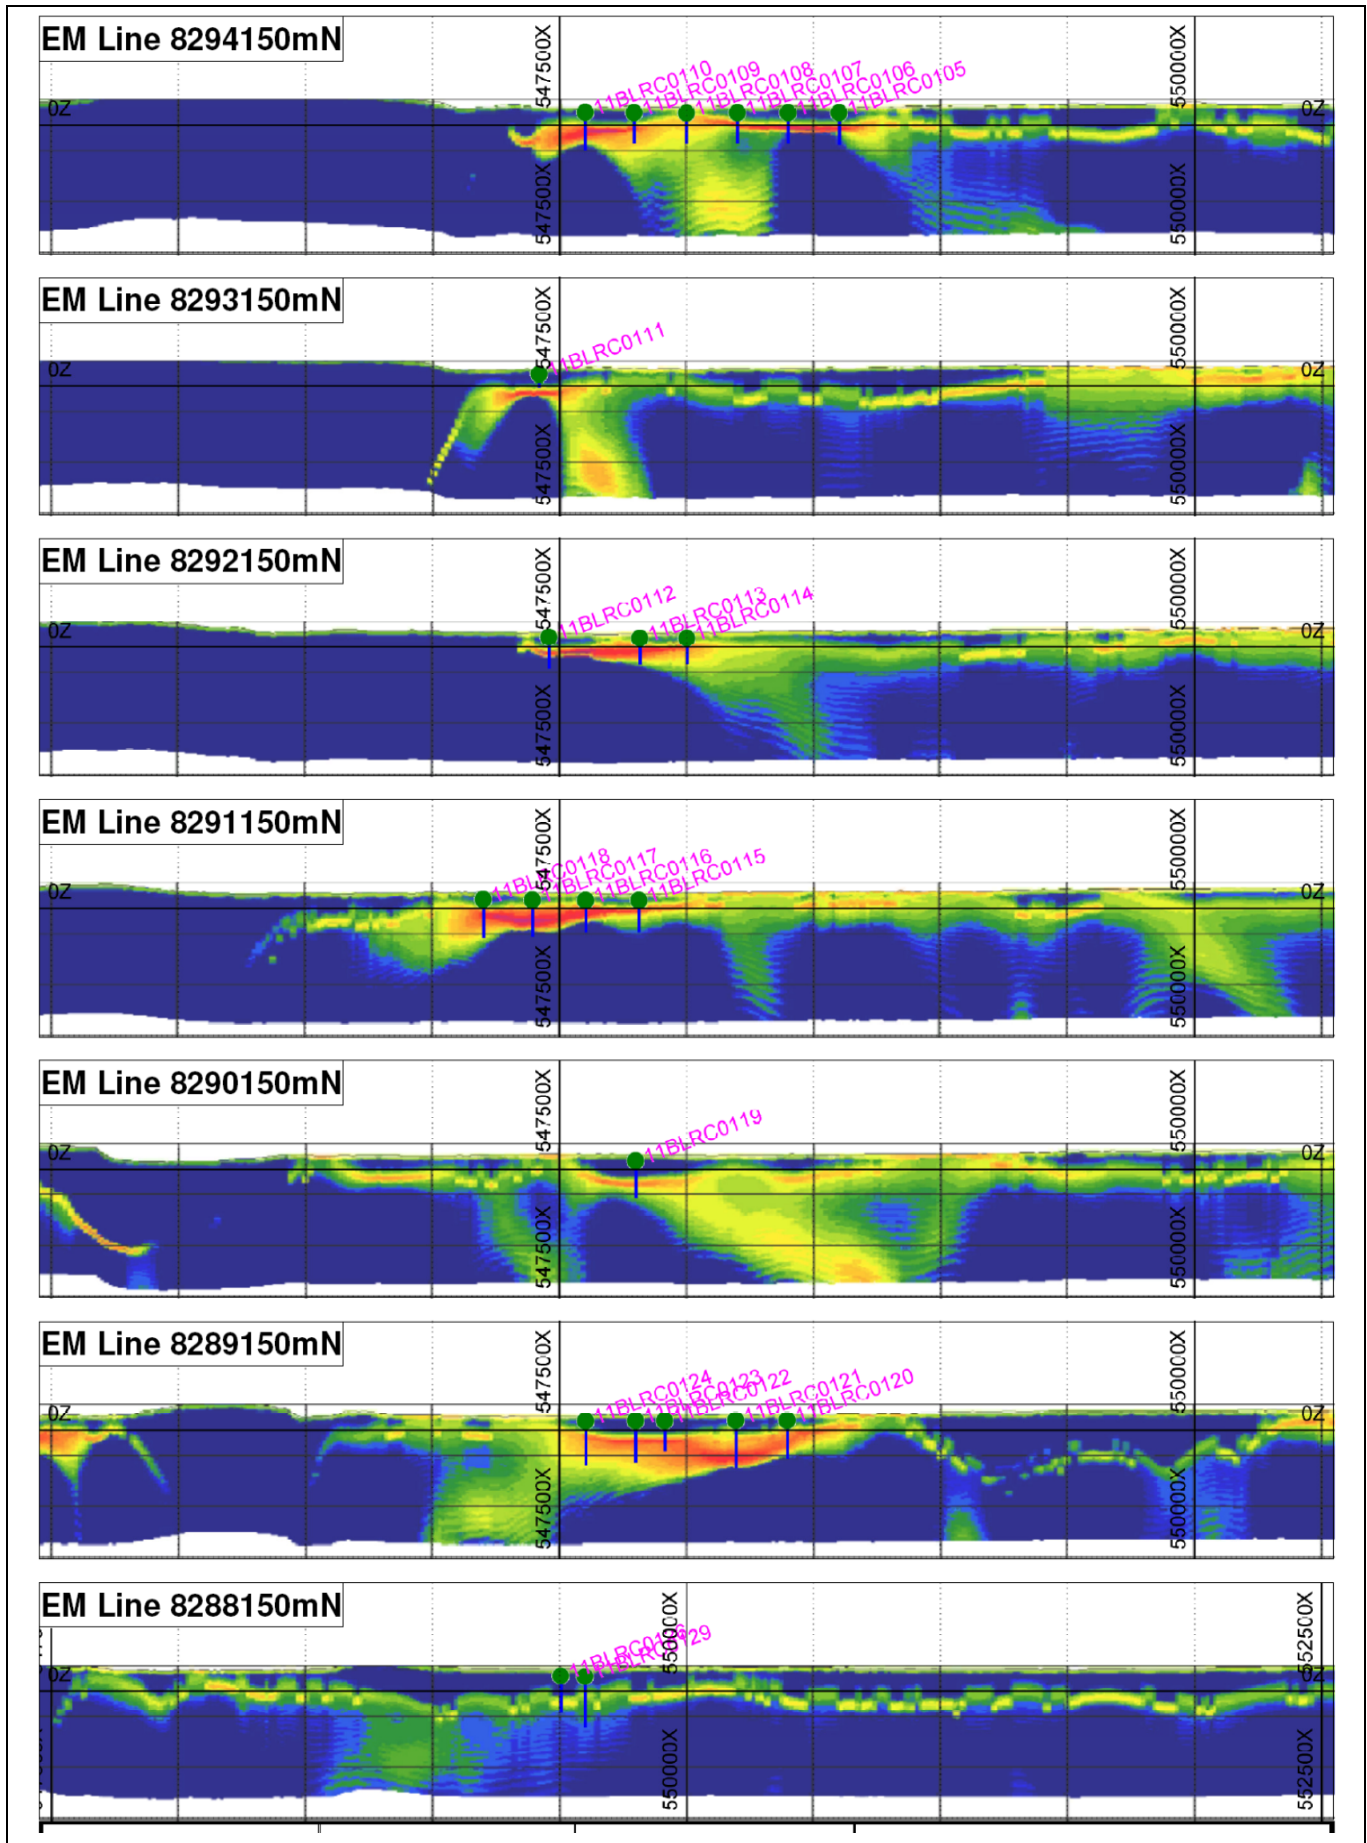 EM Line 8294150mN
547500X
550000X
11BLRC0110
11BLRC0109
11BLRC0108
11BLRC0107
11BLRC0106
11BLRC0105
0Z
0Z
547500X
550000X
EM Line 8293150mN
547500X
550000X
11BLRC0111
0Z
0Z
547500X
550000X
EM Line 8292150mN
547500X
550000X
11BLRC0112
11BLRC0113
11BLRC0114
0Z
0Z
547500X
550000X
EM Line 8291150mN
547500X
550000X
11BLRC0118
11BLRC0117
11BLRC0116
11BLRC0115
0Z
0Z
547500X
550000X
EM Line 8290150mN
547500X
550000X
11BLRC0119
0Z
0Z
547500X
550000X
EM Line 8289150mN
547500X
550000X
11BLRC0124
11BLRC0123
11BLRC0122
11BLRC0121
11BLRC0120
0Z
0Z
547500X
550000X
EM Line 8288150mN
550000X
552500X
0Z
0Z
550000X
552500X